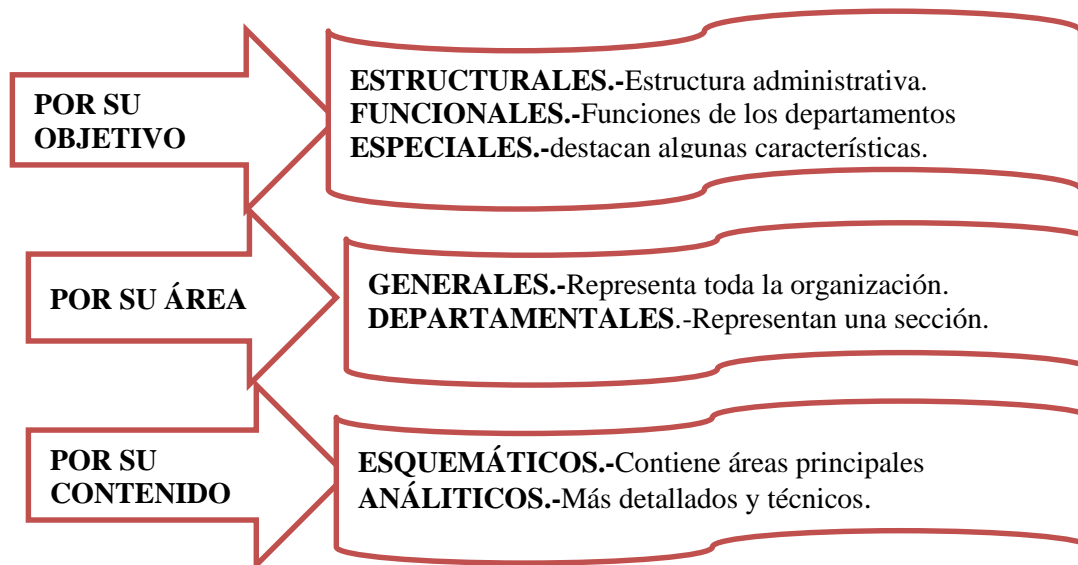 POR SU
OBJETIVO
ESTRUCTURALES.-Estructura administrativa.
FUNCIONALES.-Funciones de los departamentos
ESPECIALES.-destacan algunas características.
POR SU ÁREA
GENERALES.-Representa toda la organización.
DEPARTAMENTALES.-Representan una sección.
POR SU
CONTENIDO
ESQUEMÁTICOS.-Contiene áreas principales
ANÁLITICOS.-Más detallados y técnicos.